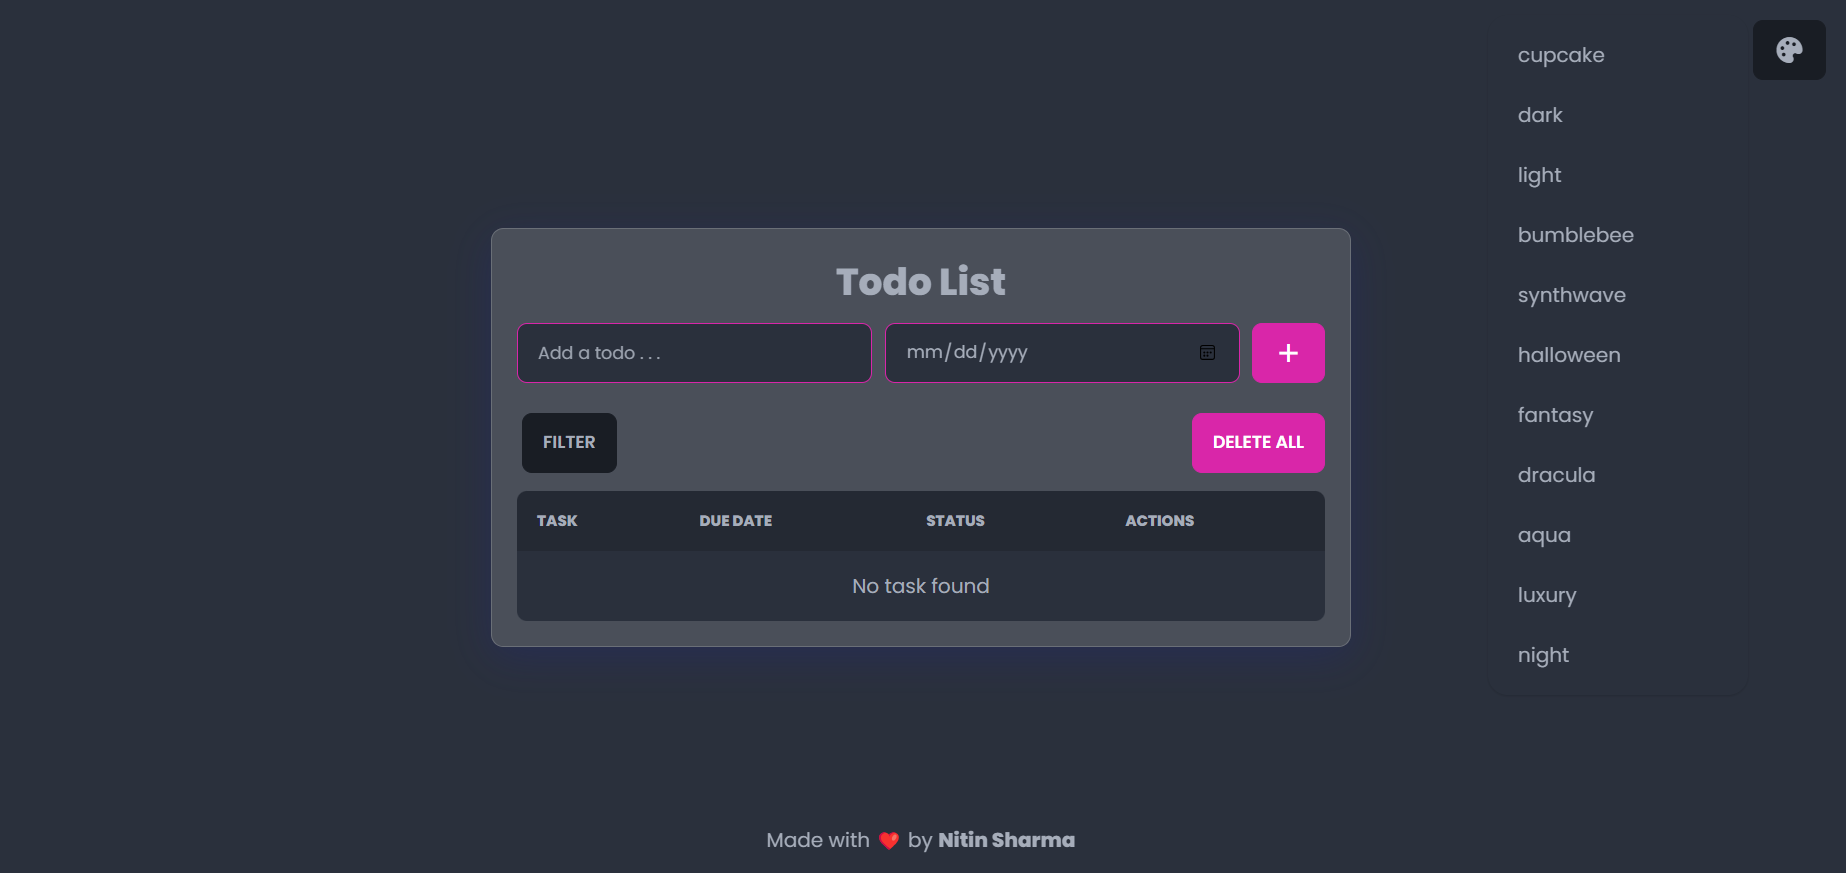 cupcake
dark
light
bumblebee
synthwave
halloween
fantasy
dracula
aqua
luxury
night
Todo List
Add a todo . . .
mm/dd/yyyy
+
FILTER
DELETE ALL
TASK DUE DATE STATUS ACTIONS
No task found
Made with ❤️ by Nitin Sharma